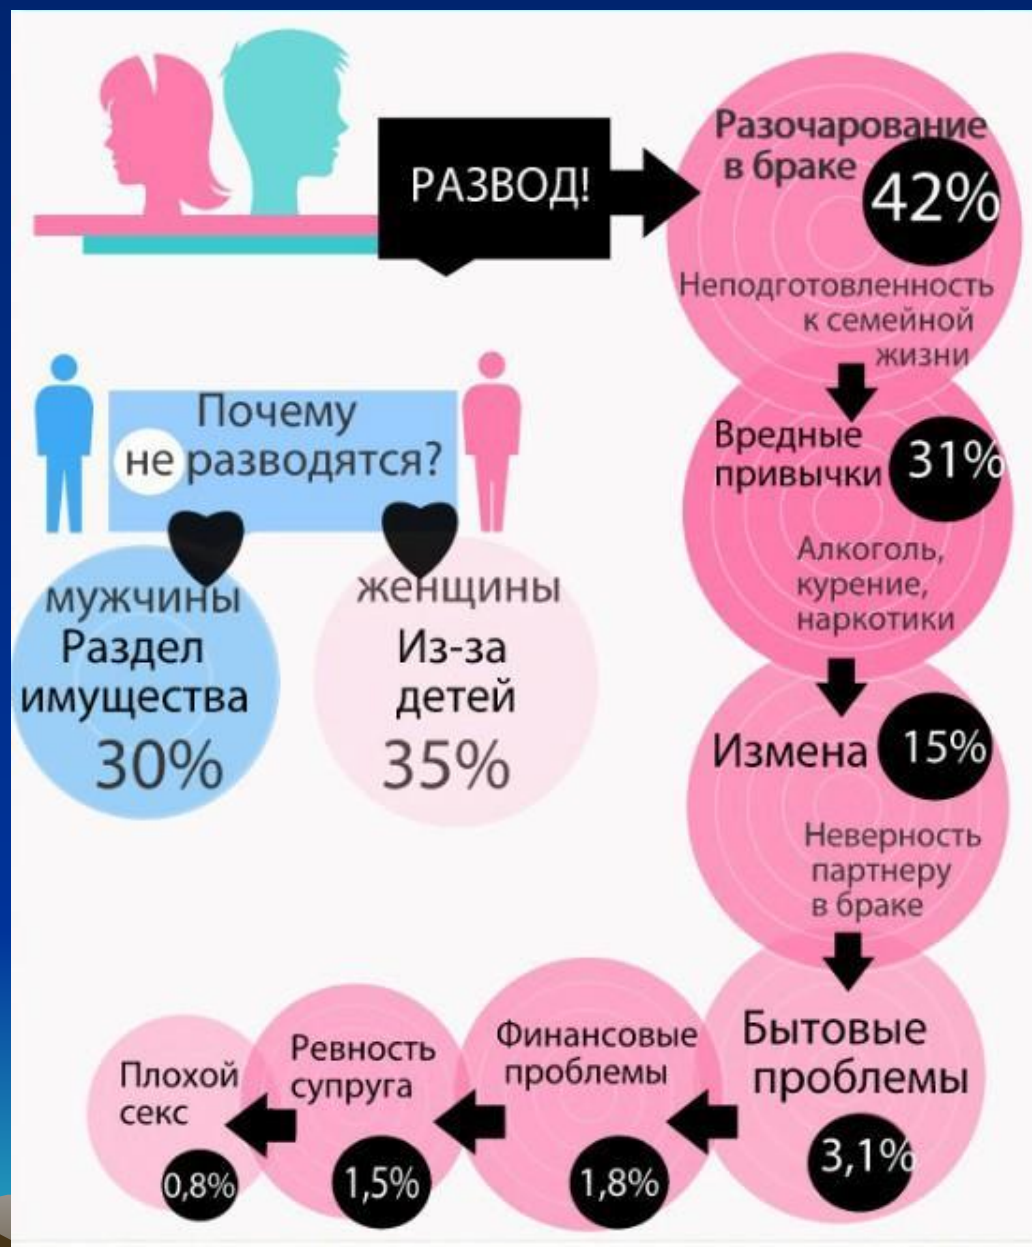 РАЗВОД!
Разочарование
в браке
42%
Неподготовленность
к семейной
жизни
Вредные
привычки
31%
Алкоголь,
курение,
наркотики
Измена
15%
Неверность
партнеру
в браке
Бытовые
проблемы
3,1%
Финансовые
проблемы
1,8%
Ревность
супруга
1,5%
Плохой
секс
0,8%
Почему
не разводятся?
мужчины
Раздел
имущества
30%
женщины
Из-за
детей
35%